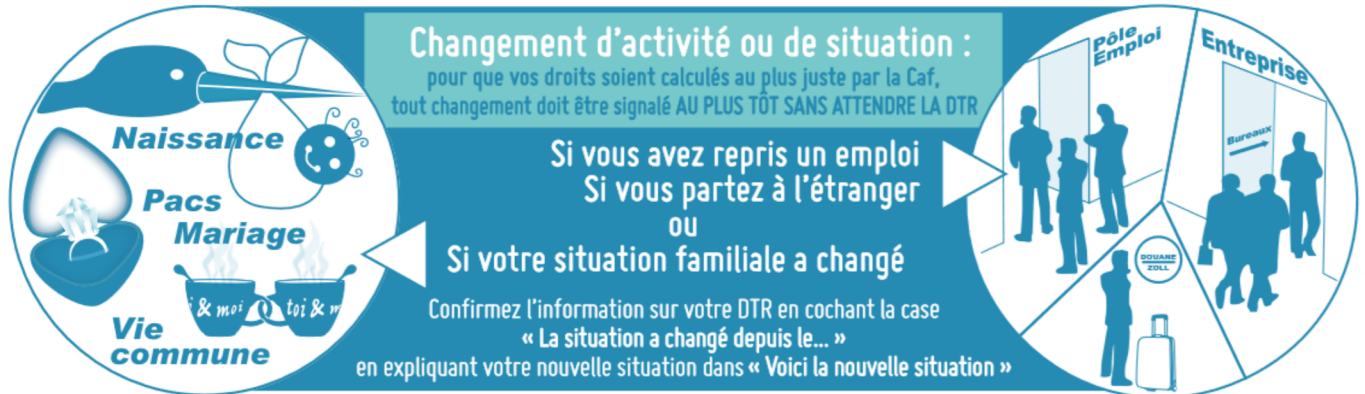 Changement d'activité ou de situation :
pour que vos droits soient calculés au plus juste par la Caf,
tout changement doit être signalé AU PLUS TÔT SANS ATTENDRE LA DTR
Naissance
Pacs
Mariage
& moi
toi &
Vie
commune
Si vous avez repris un emploi
Si vous partez à l'étranger
ou
Si votre situation familiale a changé
Confirmez l'information sur votre DTR en cochant la case
« La situation a changé depuis le... »
en expliquant votre nouvelle situation dans « Voici la nouvelle situation »
Pôle
Emploi
Entreprise
Bureaux
DOUANE
ZOLL